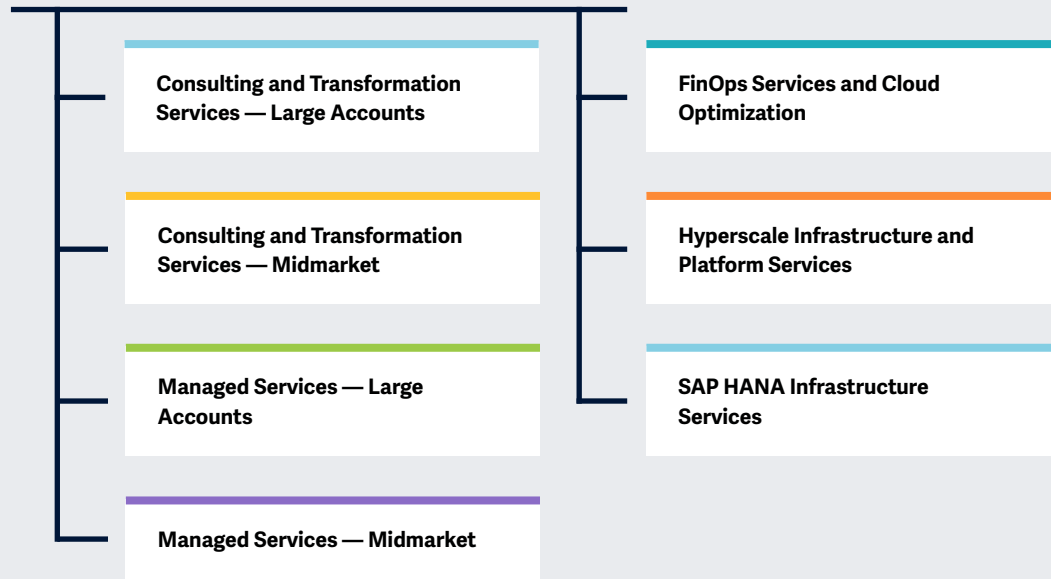 Consulting and Transformation
Services — Large Accounts
Consulting and Transformation
Services — Midmarket
Managed Services — Large
Accounts
Managed Services — Midmarket
FinOps Services and Cloud
Optimization
Hyperscale Infrastructure and
Platform Services
SAP HANA Infrastructure
Services